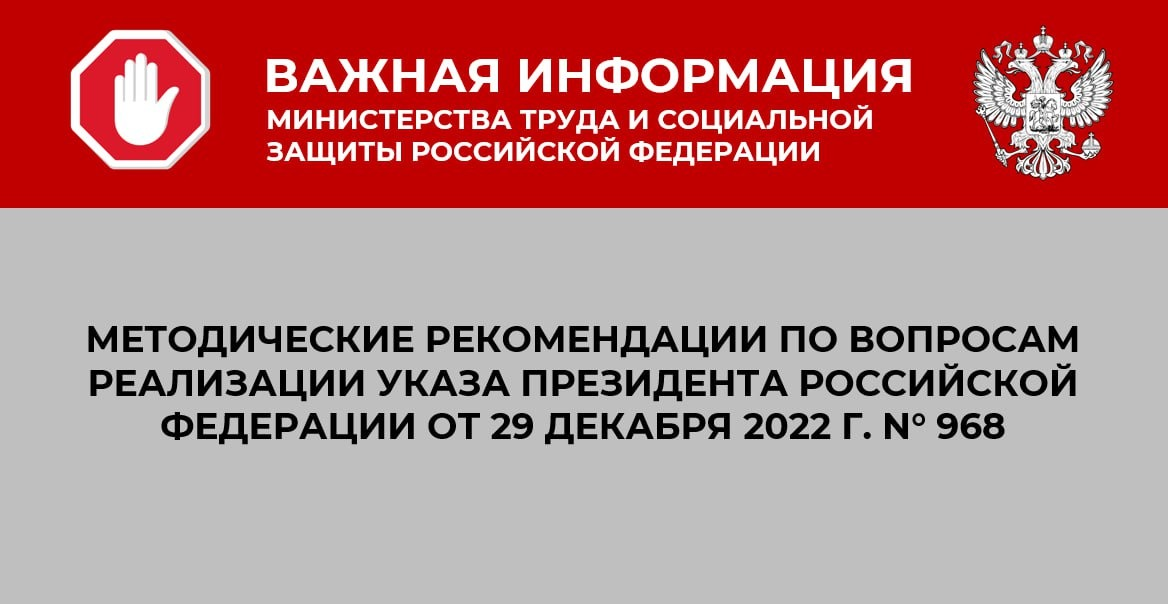 ВАЖНАЯ ИНФОРМАЦИЯ
МИНИСТЕРСТВА ТРУДА И СОЦИАЛЬНОЙ
ЗАЩИТЫ РОССИЙСКОЙ ФЕДЕРАЦИИ
МЕТОДИЧЕСКИЕ РЕКОМЕНДАЦИИ ПО ВОПРОСАМ
РЕАЛИЗАЦИИ УКАЗА ПРЕЗИДЕНТА РОССИЙСКОЙ
ФЕДЕРАЦИИ ОТ 29 ДЕКАБРЯ 2022 Г. N° 968